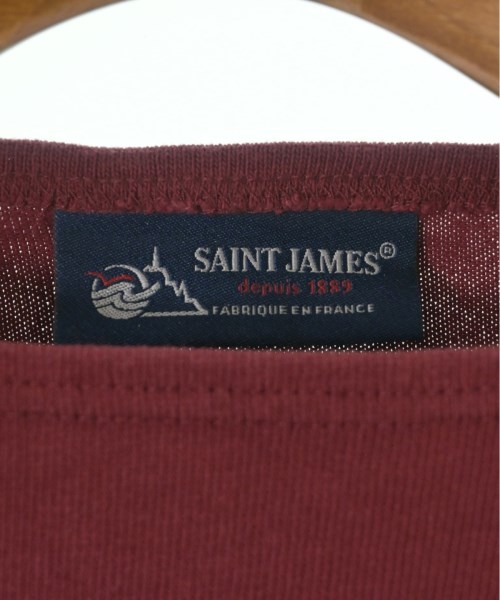 SAINT JAMES®
depuis 1889
FABRIQUE EN FRANCE